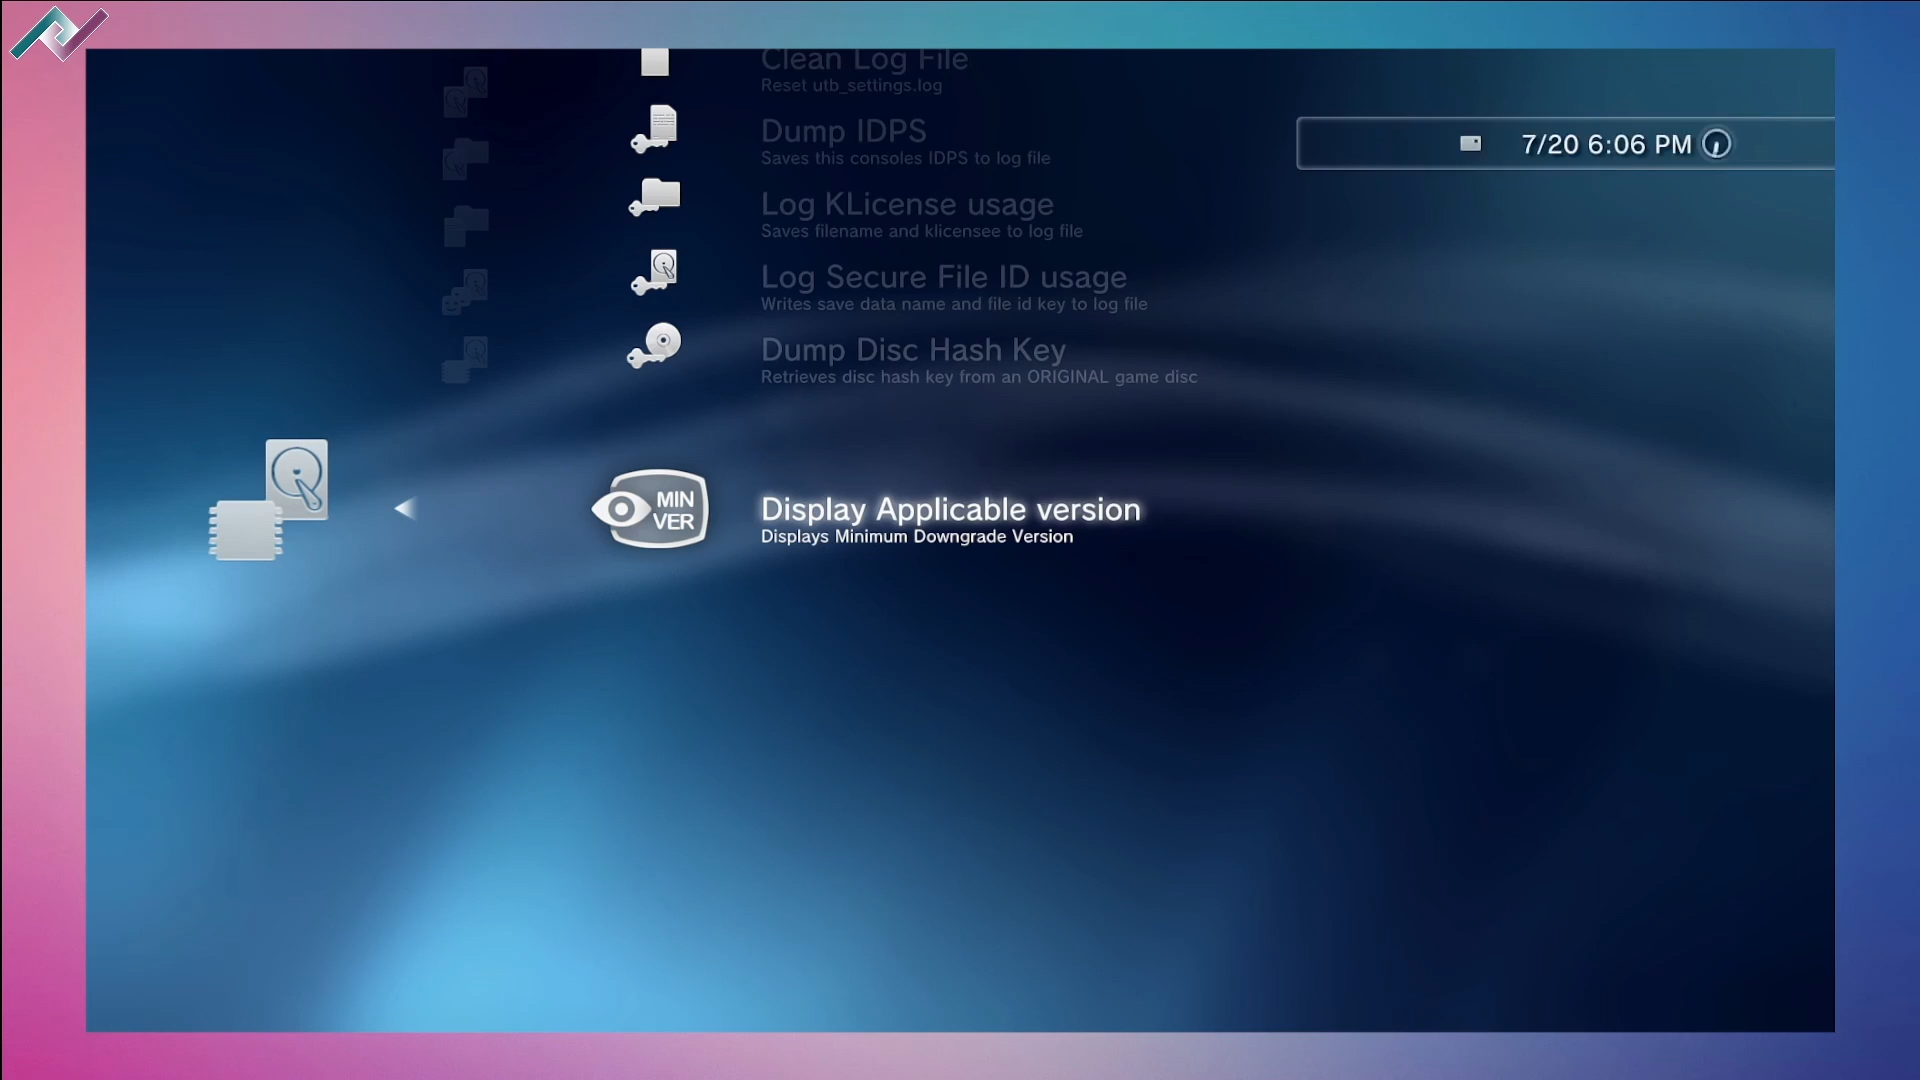 Clean Log File
Reset utb_settings.log
Dump IDPS
Saves this consoles IDPS to log file
7/20 6:06 PM
Log KLicense usage
Saves filename and klicensee to log file
Log Secure File ID usage
Writes save data name and file id key to log file
Dump Disc Hash Key
Retrieves disc hash key from an ORIGINAL game disc
MIN
VER
Display Applicable version
Displays Minimum Downgrade Version